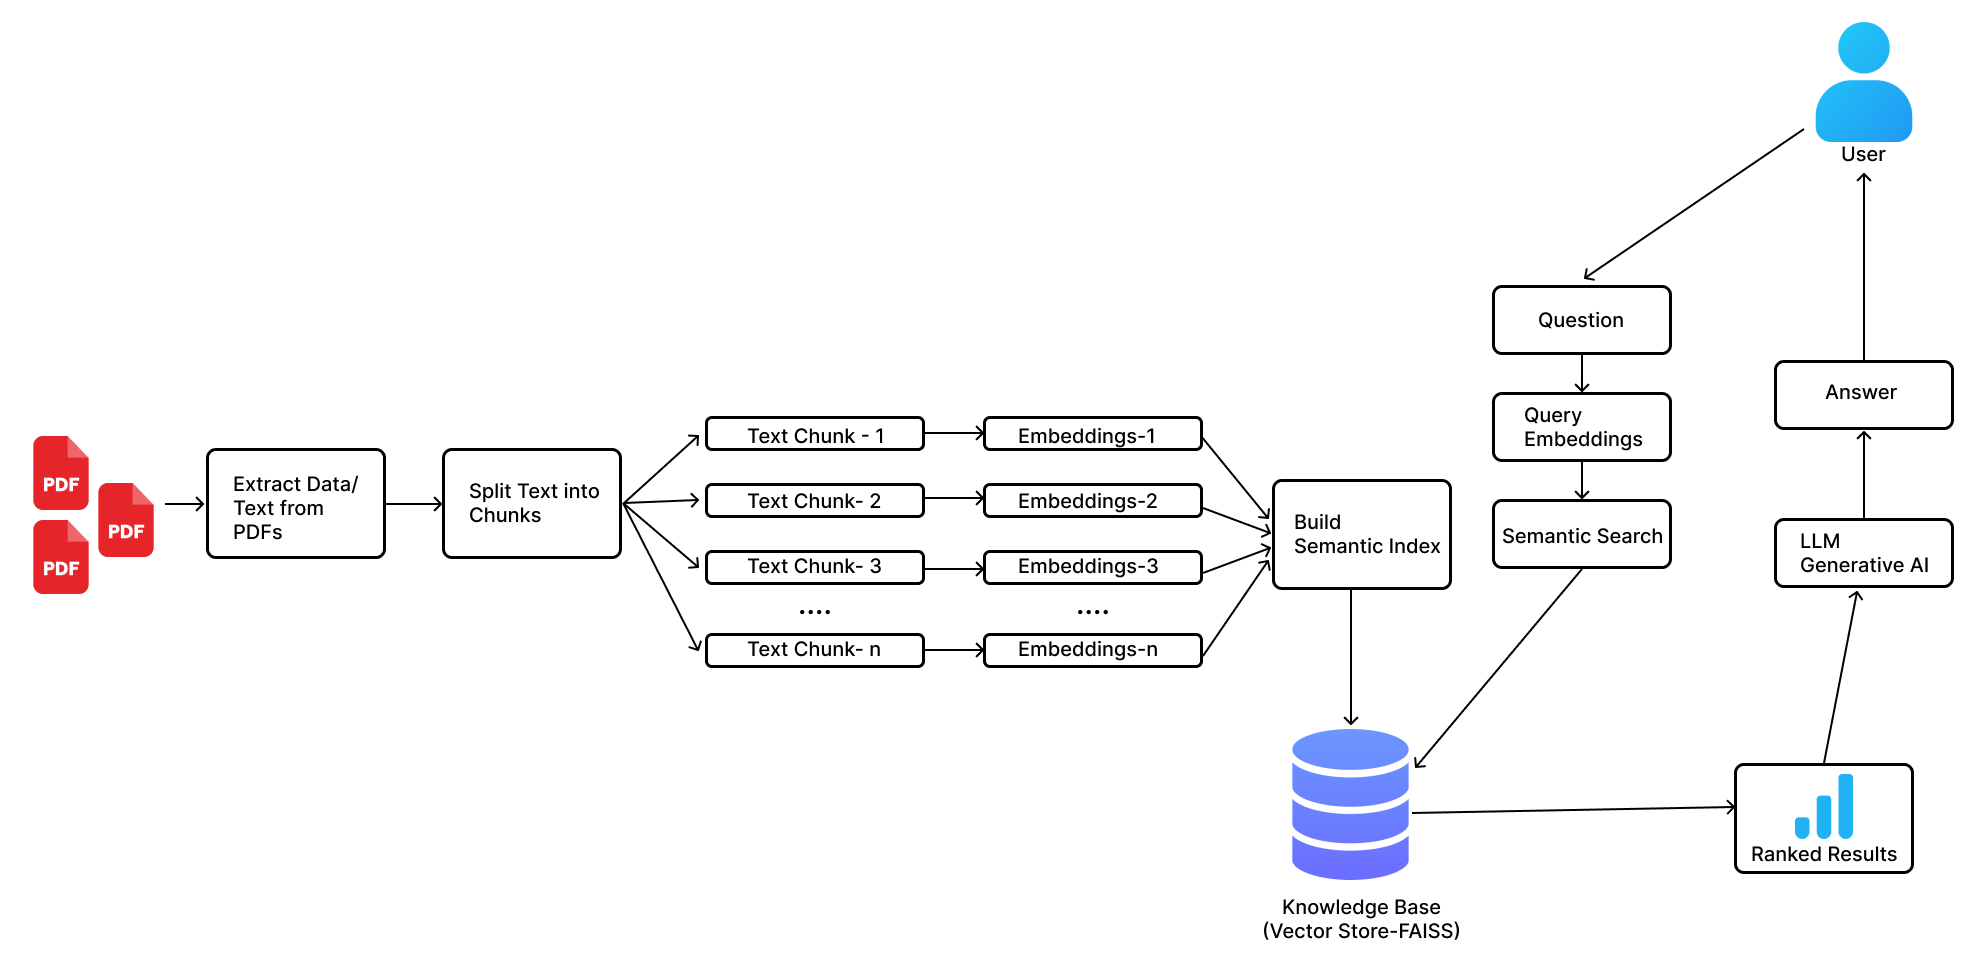 PDF
PDF
PDF
Extract Data/
Text from
PDFs
Split Text into
Chunks
Text Chunk - 1
Text Chunk- 2
Text Chunk- 3
....
Text Chunk- n
Embeddings-1
Embeddings-2
Embeddings-3
....
Embeddings-n
Build
Semantic Index
Knowledge Base
(Vector Store-FAISS)
User
Question
Query
Embeddings
Semantic Search
Answer
LLM
Generative AI
Ranked Results